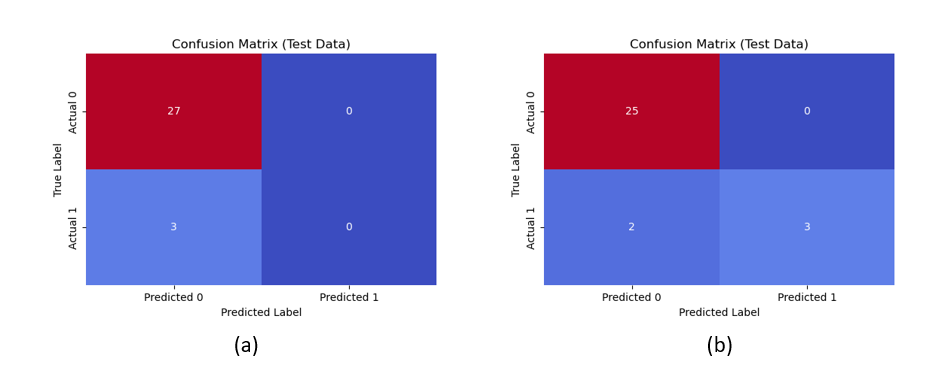 Confusion Matrix (Test Data)
Actual 0
27
0
True Label
Actual 1
3
0
Predicted 0
Predicted 1
Predicted Label
(a)
Confusion Matrix (Test Data)
Actual 0
25
0
True Label
Actual 1
2
3
Predicted 0
Predicted 1
Predicted Label
(b)